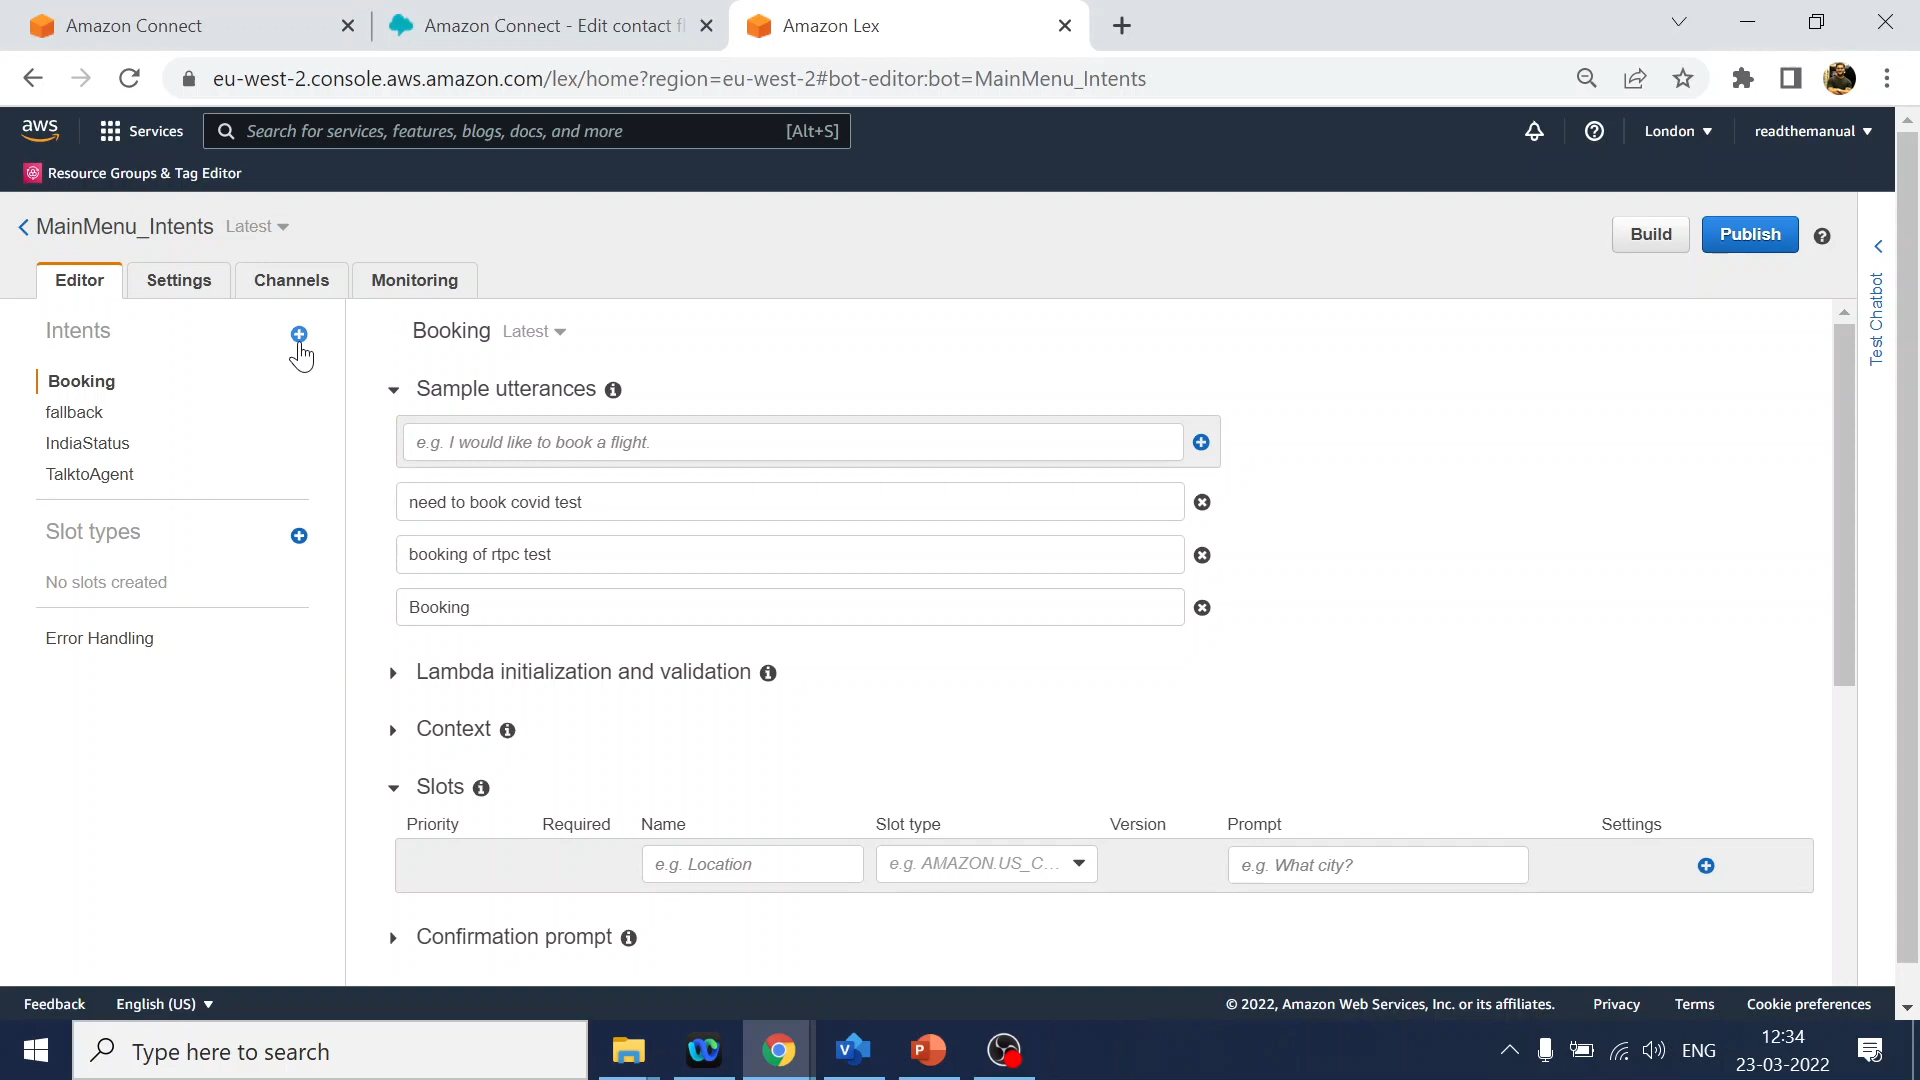 Amazon Connect
Amazon Connect - Edit contact fl
Amazon Lex
eu-west-2.console.aws.amazon.com/lex/home?region=eu-west-2#bot-editor:bot=MainMenu_Intents
aws
Services
Search for services, features, blogs, docs, and more
[Alt+S]
London
readthemanual
Resource Groups & Tag Editor
MainMenu_Intents
Latest
Build
Publish
Editor
Settings
Channels
Monitoring
Test Chatbot
Intents
Booking
fallback
IndiaStatus
TalktoAgent
Slot types
No slots created
Error Handling
Booking
Latest
Sample utterances
e.g. I would like to book a flight.
need to book covid test
booking of rtpc test
Booking
Lambda initialization and validation
Context
Slots
Priority
Required
Name
Slot type
Version
Prompt
Settings
e.g. Location
e.g. AMAZON.US_C...
e.g. What city?
Confirmation prompt
Feedback
English (US)
© 2022, Amazon Web Services, Inc. or its affiliates.
Privacy
Terms
Cookie preferences
Type here to search
ENG
12:34
23-03-2022